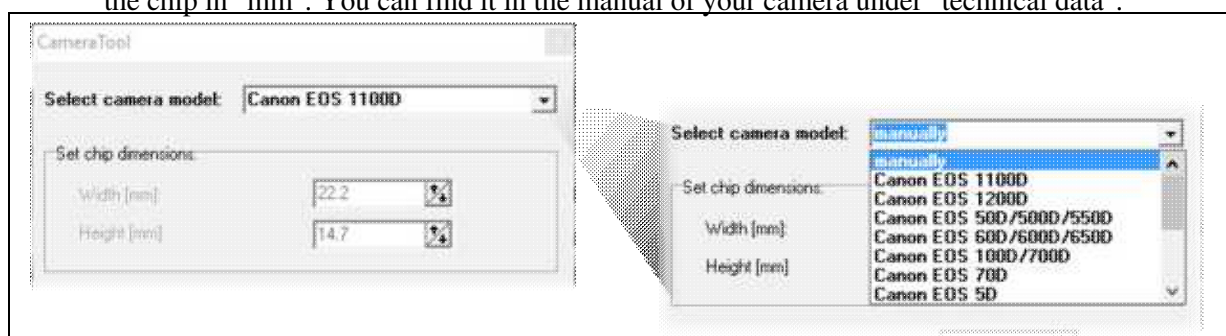 the chip in "mm". You can find it in the manual of your camera under "technical data".
CameraTool
Select camera model: Canon EOS 1100D
Set chip dimensions:
Width [mm]: 22.2
Height [mm]: 14.7
Select camera model: manually
manually
Canon EOS 1100D
Canon EOS 1200D
Canon EOS 50D/500D/550D
Canon EOS 60D/600D/650D
Canon EOS 100D/700D
Canon EOS 70D
Canon EOS 5D
Set chip dimensions:
Width [mm]:
Height [mm]: